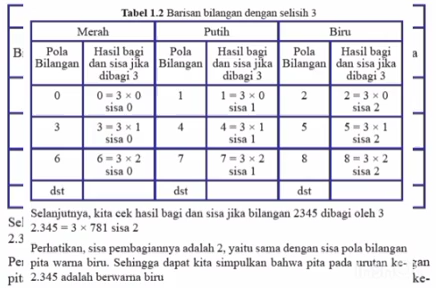 Tabel 1.2 Barisan bilangan dengan selisih 3
Merah Putih Biru
Pola Bilangan Hasil bagi dan sisa jika dibagi 3 Pola Bilangan Hasil bagi dan sisa jika dibagi 3 Pola Bilangan Hasil bagi dan sisa jika dibagi 3
0 0 = 3 × 0 sisa 0 1 1 = 3 × 0 sisa 1 2 2 = 3 × 0 sisa 2
3 3 = 3 × 1 sisa 0 4 4 = 3 × 1 sisa 1 5 5 = 3 × 1 sisa 2
6 6 = 3 × 2 sisa 0 7 7 = 3 × 2 sisa 1 8 8 = 3 × 2 sisa 2
dst dst dst
Selanjutnya, kita cek hasil bagi dan sisa jika bilangan 2345 dibagi oleh 3
2.345 = 3 × 781 sisa 2
Perhatikan, sisa pembagiannya adalah 2, yaitu sama dengan sisa pola bilangan
pita warna biru. Sehingga dapat kita simpulkan bahwa pita pada urutan ke-
2.345 adalah berwarna biru